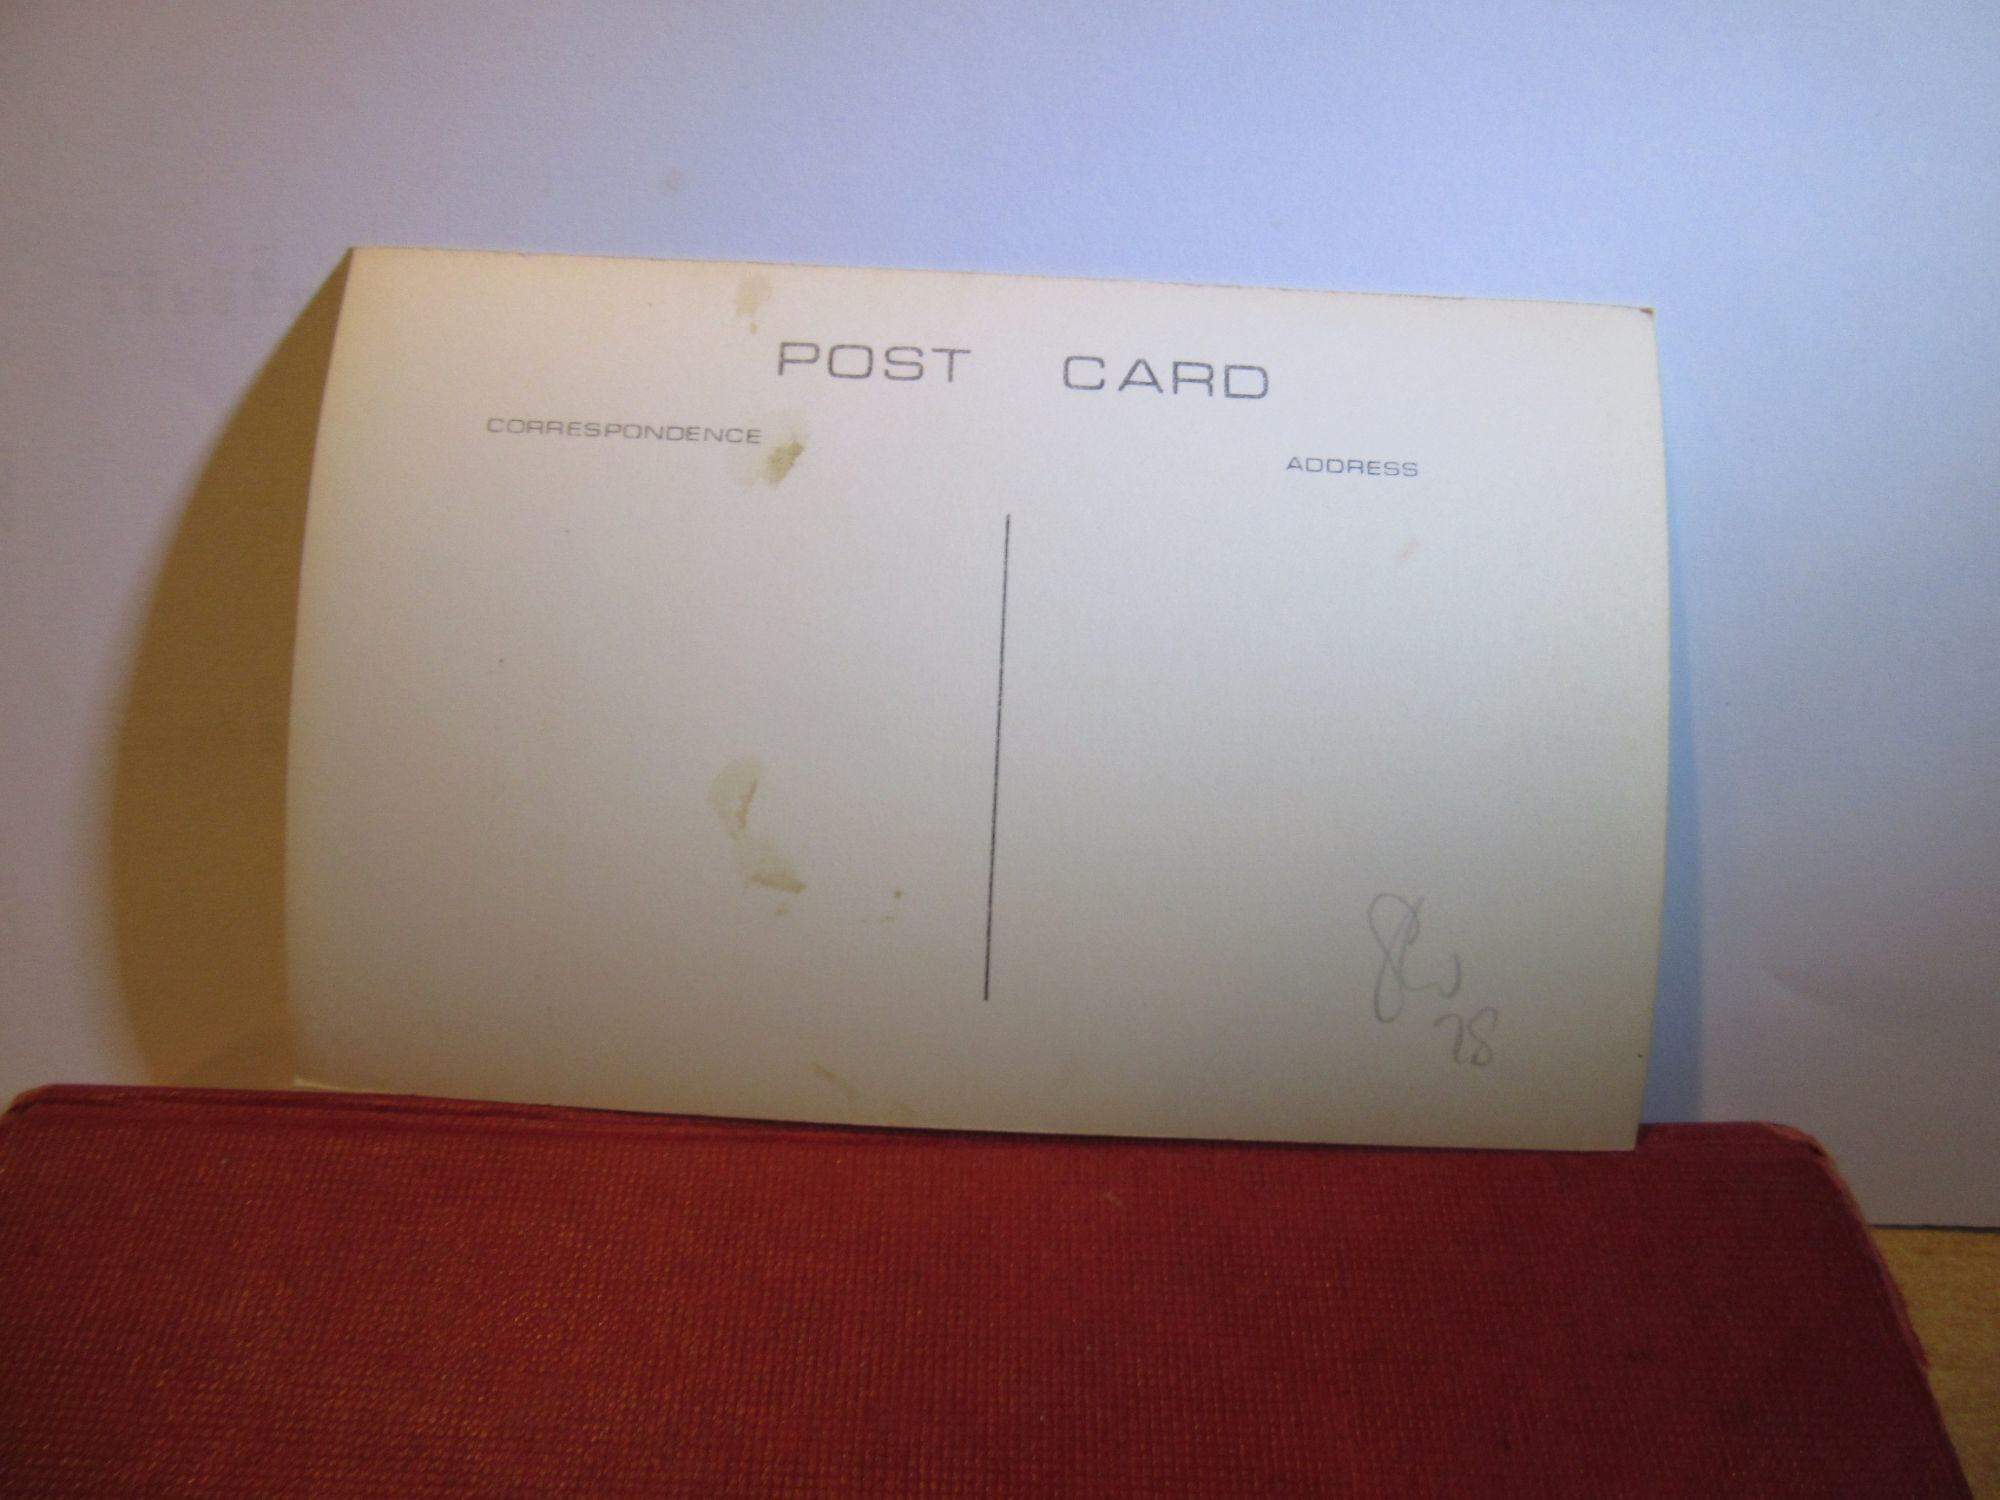 POST CARD
CORRESPONDENCE
ADDRESS
78